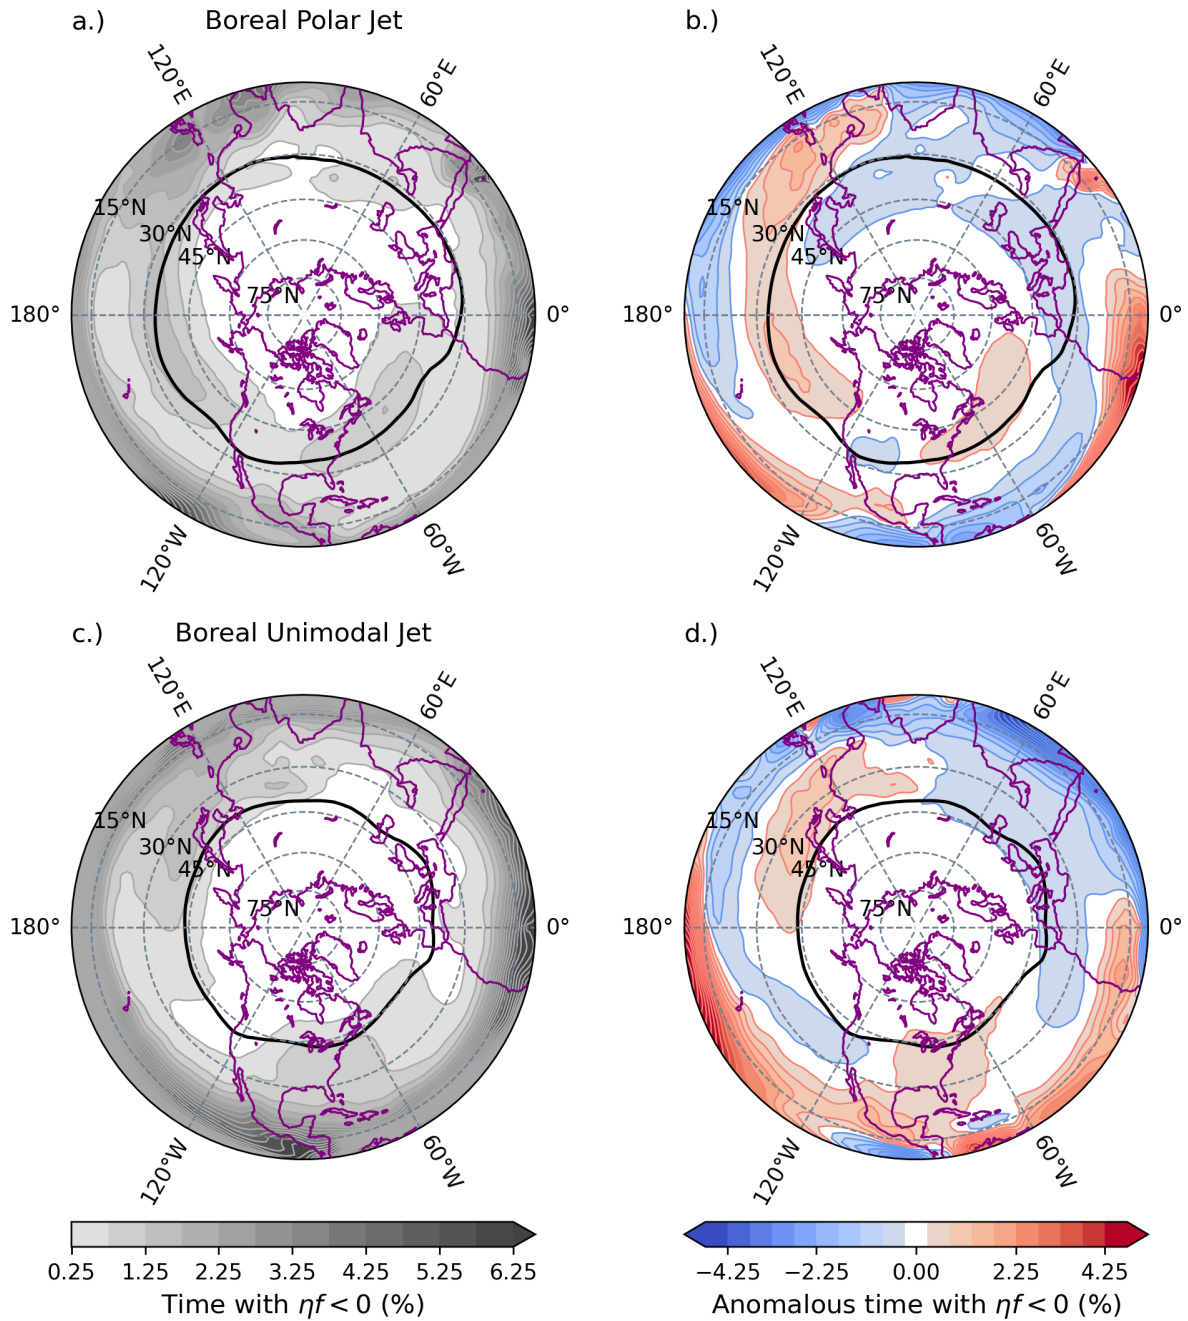 a.) Boreal Polar Jet b.)
120°E 60°E 120°E 60°E
15°N 15°N
30°N 30°N
45°N 45°N
75°N 75°N
180° 0° 180° 0°
120°W 60°W 120°W 60°W
c.) Boreal Unimodal Jet d.)
120°E 60°E 120°E 60°E
15°N 15°N
30°N 30°N
45°N 45°N
75°N 75°N
180° 0° 180° 0°
120°W 60°W 120°W 60°W
0.25 1.25 2.25 3.25 4.25 5.25 6.25 −4.25 −2.25 0.00 2.25 4.25
Time with ηf < 0 (%) Anomalous time with ηf < 0 (%)